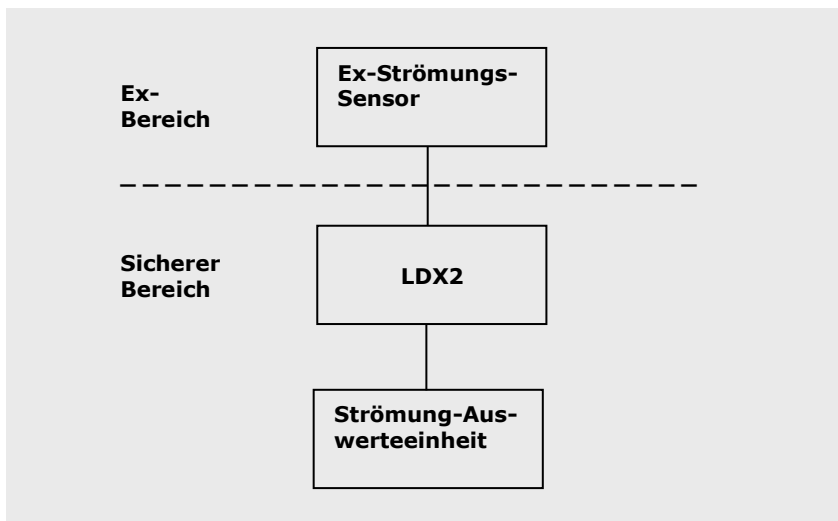 Ex-
Bereich
Ex-Strömungs-
Sensor
Sicherer
Bereich
LDX2
Strömung-Aus-
werteeinheit